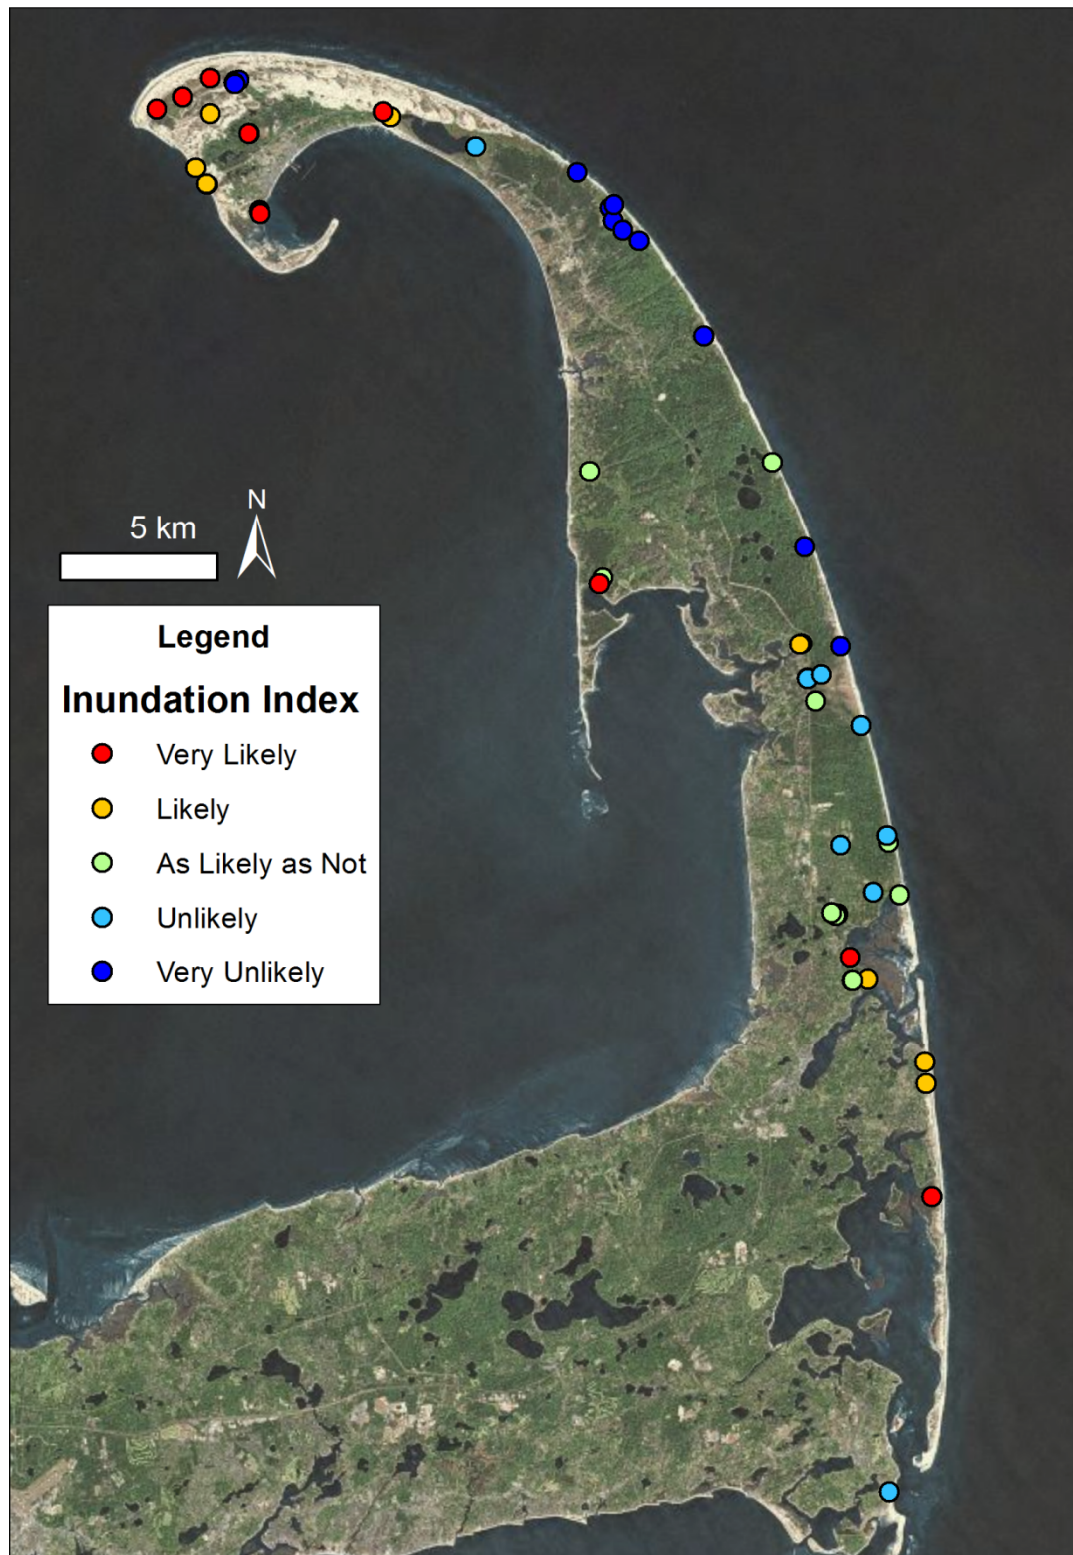 N
5 km
Legend
Inundation Index
Very Likely
Likely
As Likely as Not
Unlikely
Very Unlikely